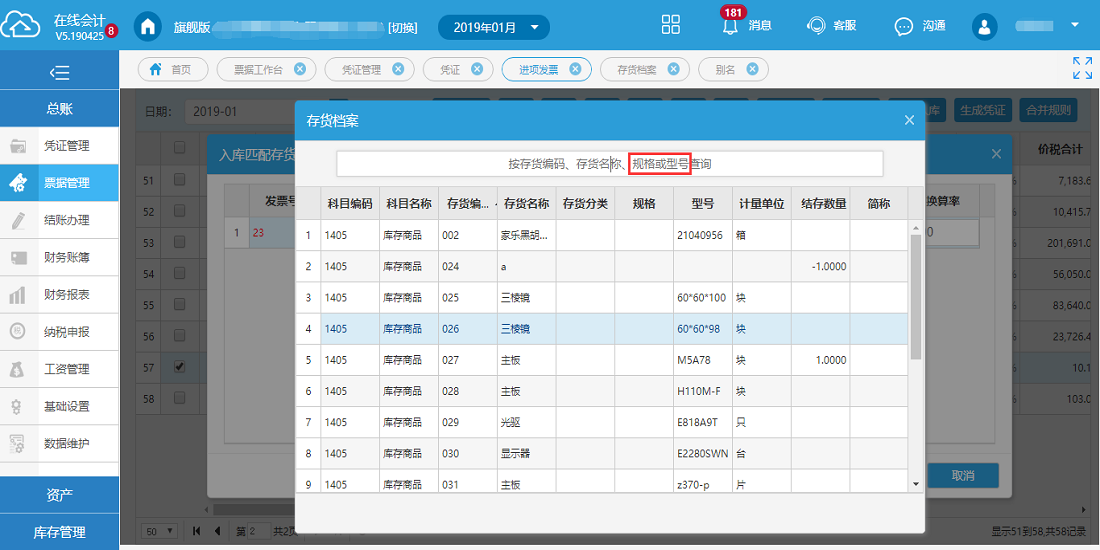 在线会计
V5.190425
8
旗舰版
[切换]
2019年01月
181
消息
客服
沟通
首页
票据工作台
凭证管理
凭证
进项发票
存货档案
别名
总账
凭证管理
票据管理
结账办理
财务账簿
财务报表
纳税申报
工资管理
基础设置
数据维护
资产
库存管理
日期: 2019-01
生成凭证 合并规则
入库匹配存货
存货档案
按存货编码、存货名称、规格或型号查询
科目编码 科目名称 存货编... 存货名称 存货分类 规格 型号 计量单位 结存数量 简称
1 1405 库存商品 002 家乐黑胡... 21040956 箱
2 1405 库存商品 024 a -1.0000
3 1405 库存商品 025 三棱镜 60*60*100 块
4 1405 库存商品 026 三棱镜 60*60*98 块
5 1405 库存商品 027 主板 M5A78 块 1.0000
6 1405 库存商品 028 主板 H110M-F 块
7 1405 库存商品 029 光驱 E818A9T 只
8 1405 库存商品 030 显示器 E2280SWN 台
9 1405 库存商品 031 主板 z370-p 片
发票号
1 23
换算率
价税合计
51 7,183.6
52 10,415.7
53 201,691.0
54 56,050.0
55 83,640.0
56 23,726.4
57 10.1
58 103.0
取消
50 第 2 共2页
显示51到58,共58记录